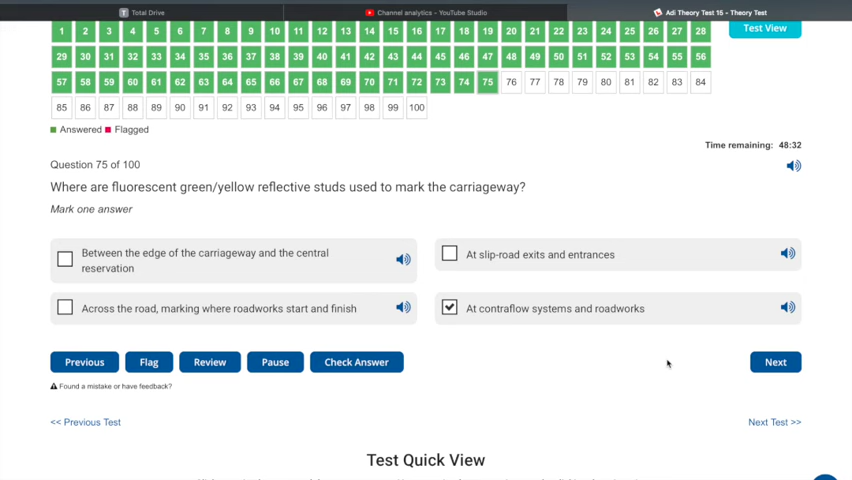 Total Drive
Channel analytics - YouTube Studio
Adi Theory Test 16 - Theory Test
1 2 3 4 5 6 7 8 9 10 11 12 13 14 15 16 17 18 19 20 21 22 23 24 25 26 27 28
Test View
29 30 31 32 33 34 35 36 37 38 39 40 41 42 43 44 45 46 47 48 49 50 51 52 53 54 55 56
57 58 59 60 61 62 63 64 65 66 67 68 69 70 71 72 73 74 75 76 77 78 79 80 81 82 83 84
85 86 87 88 89 90 91 92 93 94 95 96 97 98 99 100
Answered Flagged
Time remaining: 48:32
Question 75 of 100
Where are fluorescent green/yellow reflective studs used to mark the carriageway?
Mark one answer
Between the edge of the carriageway and the central
reservation
At slip-road exits and entrances
Across the road, marking where roadworks start and finish
At contraflow systems and roadworks
Previous Flag Review Pause Check Answer Next
Found a mistake or have feedback?
<< Previous Test
Next Test >>
Test Quick View